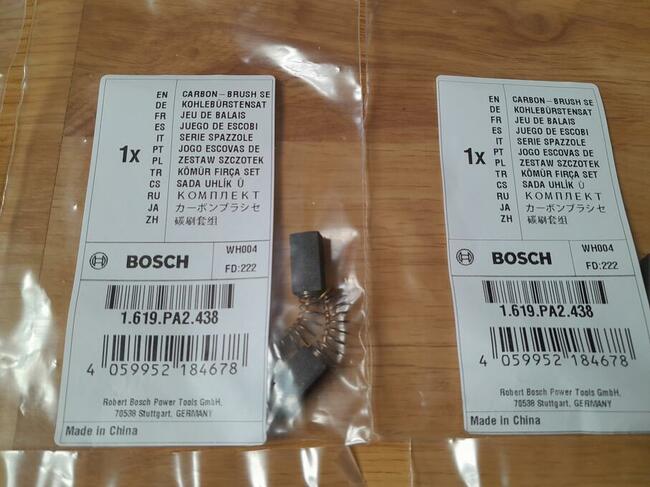 1x
EN CARBON-BRUSH SE
DE KOHLEBÜRSTENSAT
FR JEU DE BALAIS
ES JUEGO DE ESCOBI
IT SERIE SPAZZOLE
PT JOGO ESCOVAS DE
PL ZESTAW SZCZOTEK
TR KÖMÜR FIRÇA SET
CS SADA UHLÍK Ů
RU КОМПЛЕКТ
JA カーボンブラシセ
ZH 碳刷套组
BOSCH
WH004
FD:222
1.619.PA2.438
4 059952 184678
Robert Bosch Power Tools GmbH,
70538 Stuttgart, GERMANY
Made in China
1x
EN CARBON-BRUSH SE
DE KOHLEBÜRSTENSAT
FR JEU DE BALAIS
ES JUEGO DE ESCOBI
IT SERIE SPAZZOLE
PT JOGO ESCOVAS DE
PL ZESTAW SZCZOTEK
TR KÖMÜR FIRÇA SET
CS SADA UHLÍK Ů
RU КОМПЛЕКТ
JA カーボンブラシセ
ZH 碳刷套组
BOSCH
WH004
FD:222
1.619.PA2.438
4 059952 184678
Robert Bosch Power Tools GmbH,
70538 Stuttgart, GERMANY
Made in China